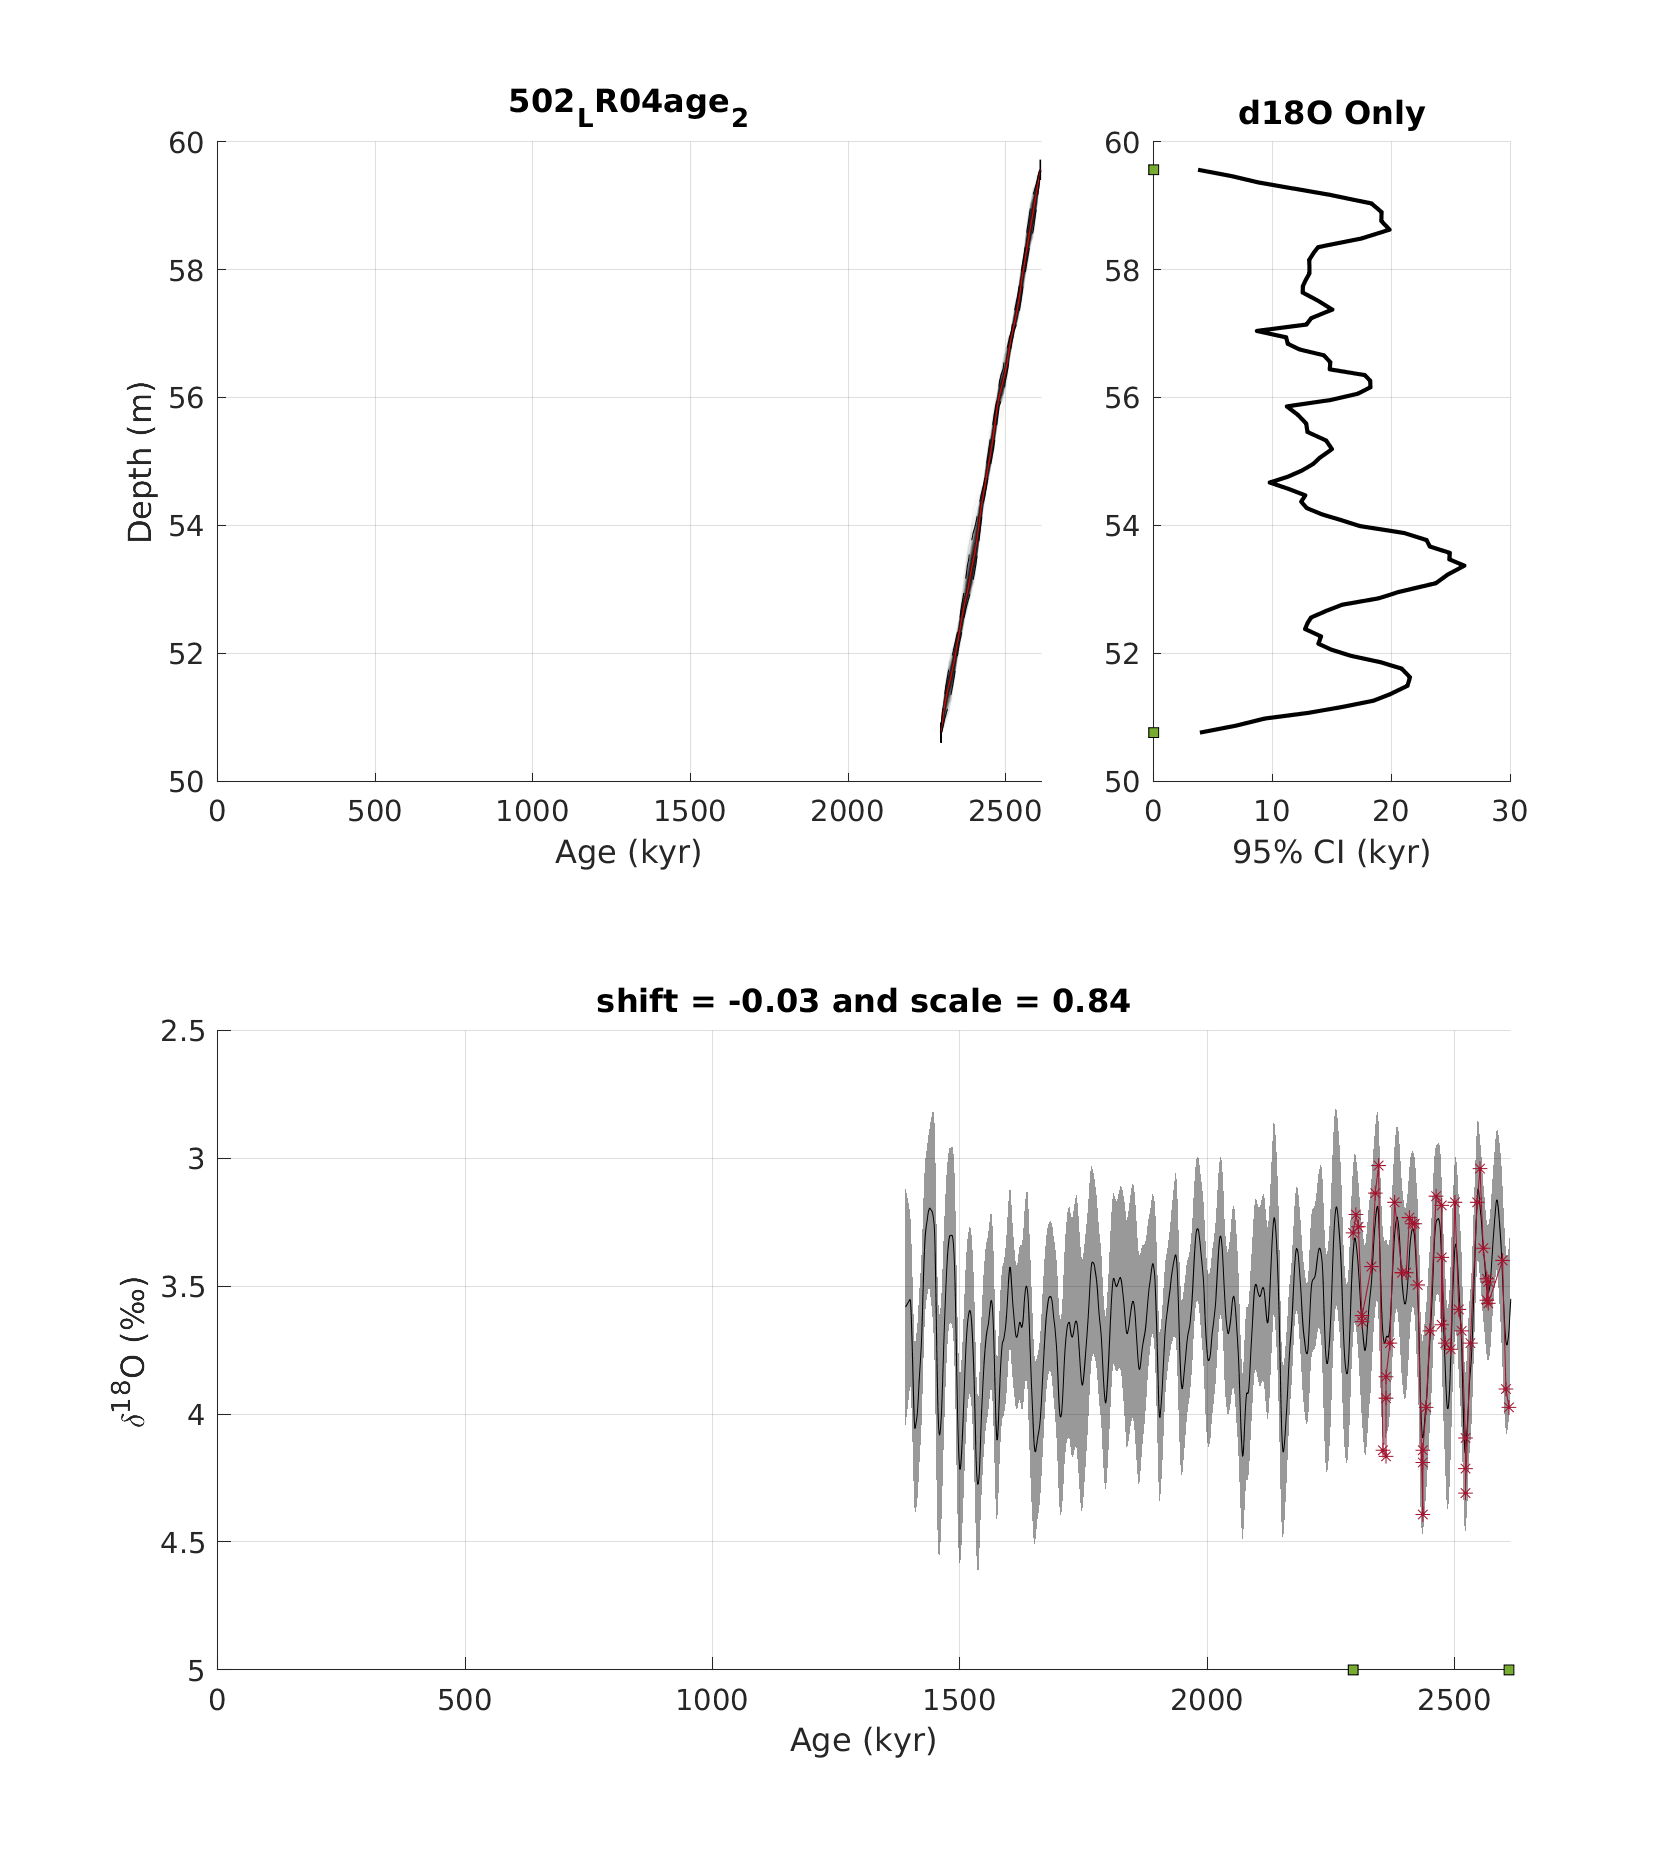 502_LR04age_2
60
58
56
54
52
50
Depth (m)
0 500 1000 1500 2000 2500
Age (kyr)
d18O Only
60
58
56
54
52
50
0 10 20 30
95% CI (kyr)
shift = -0.03 and scale = 0.84
2.5
3
3.5
4
4.5
5
δ¹⁸O (‰)
0 500 1000 1500 2000 2500
Age (kyr)